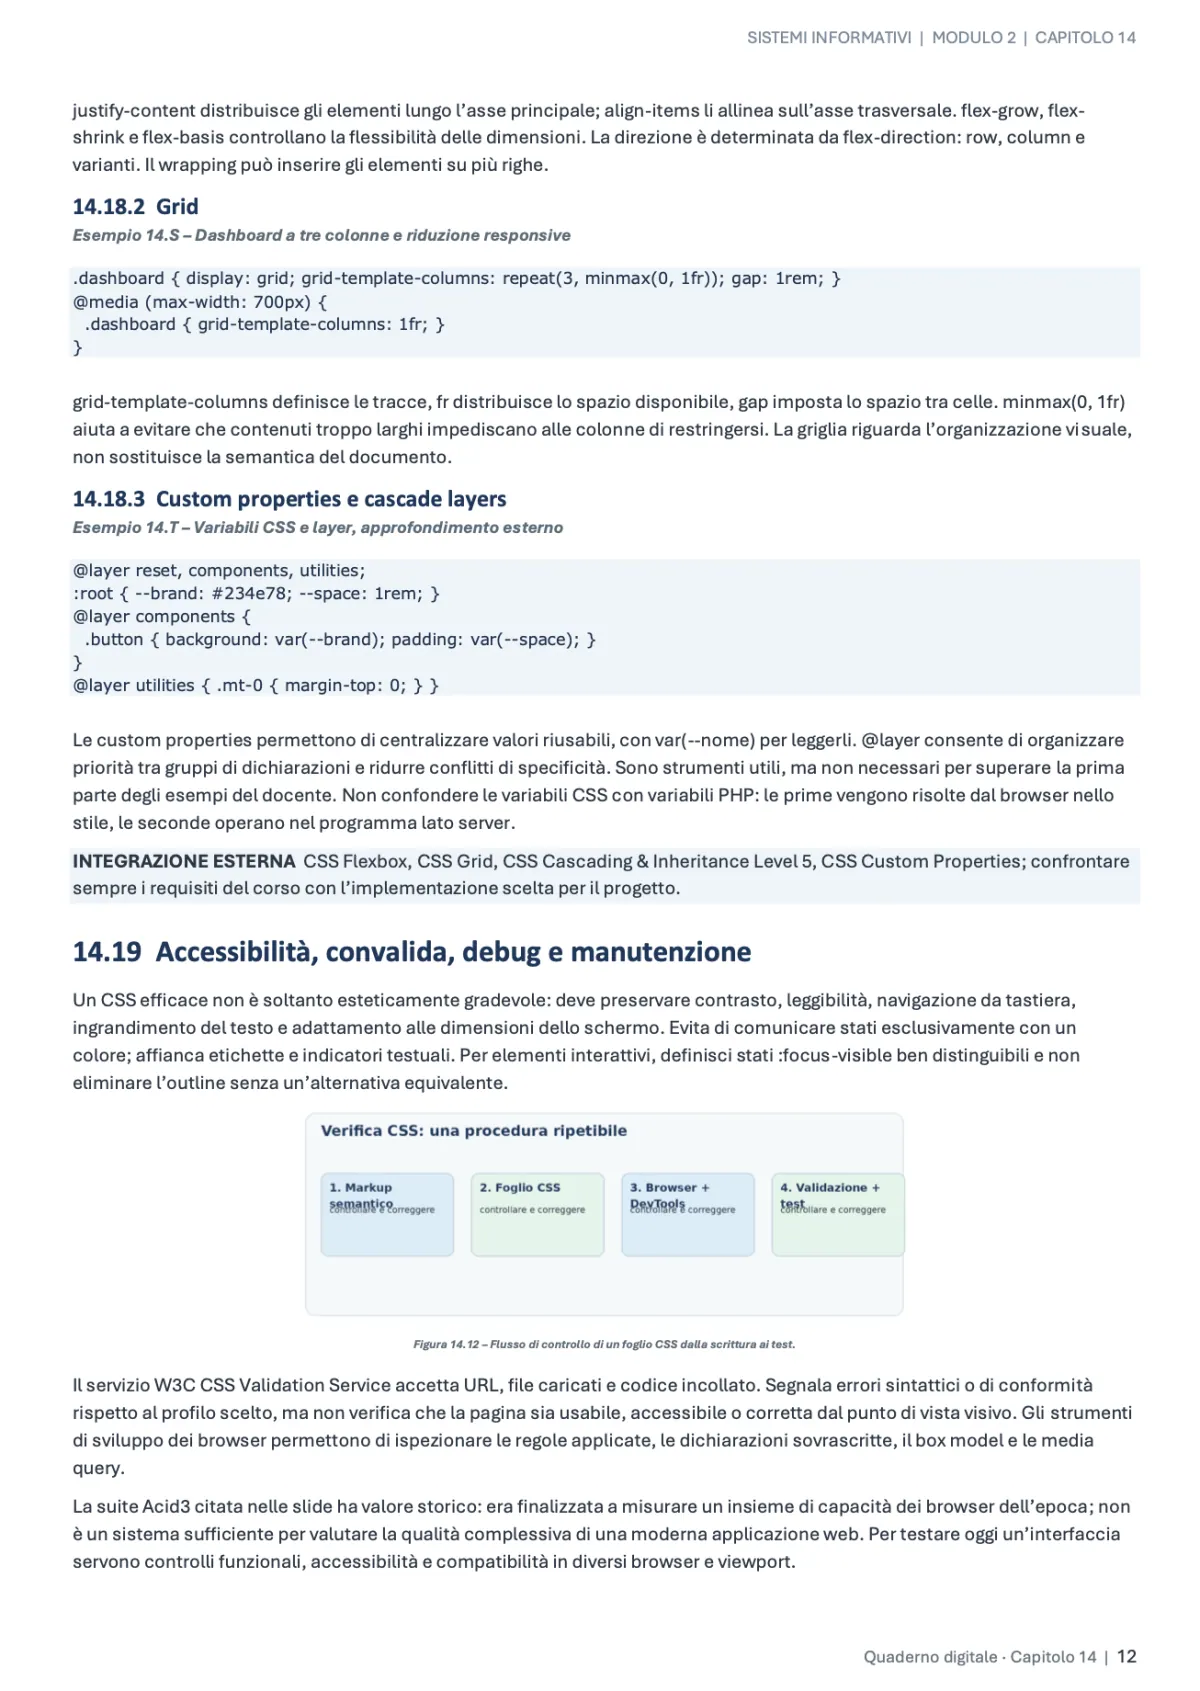 SISTEMI INFORMATIVI | MODULO 2 | CAPITOLO 14
justify-content distribuisce gli elementi lungo l’asse principale; align-items li allinea sull’asse trasversale. flex-grow, flex-
shrink e flex-basis controllano la flessibilità delle dimensioni. La direzione è determinata da flex-direction: row, column e
varianti. Il wrapping può inserire gli elementi su più righe.
14.18.2 Grid
Esempio 14.S – Dashboard a tre colonne e riduzione responsive
.dashboard { display: grid; grid-template-columns: repeat(3, minmax(0, 1fr)); gap: 1rem; }
@media (max-width: 700px) {
  .dashboard { grid-template-columns: 1fr; }
}
grid-template-columns definisce le tracce, fr distribuisce lo spazio disponibile, gap imposta lo spazio tra celle. minmax(0, 1fr)
aiuta a evitare che contenuti troppo larghi impediscano alle colonne di restringersi. La griglia riguarda l’organizzazione visuale,
non sostituisce la semantica del documento.
14.18.3 Custom properties e cascade layers
Esempio 14.T – Variabili CSS e layer, approfondimento esterno
@layer reset, components, utilities;
:root { --brand: #234e78; --space: 1rem; }
@layer components {
  .button { background: var(--brand); padding: var(--space); }
}
@layer utilities { .mt-0 { margin-top: 0; } }
Le custom properties permettono di centralizzare valori riusabili, con var(--nome) per leggerli. @layer consente di organizzare
priorità tra gruppi di dichiarazioni e ridurre conflitti di specificità. Sono strumenti utili, ma non necessari per superare la prima
parte degli esempi del docente. Non confondere le variabili CSS con variabili PHP: le prime vengono risolte dal browser nello
stile, le seconde operano nel programma lato server.
INTEGRAZIONE ESTERNA CSS Flexbox, CSS Grid, CSS Cascading & Inheritance Level 5, CSS Custom Properties; confrontare
sempre i requisiti del corso con l’implementazione scelta per il progetto.
14.19 Accessibilità, convalida, debug e manutenzione
Un CSS efficace non è soltanto esteticamente gradevole: deve preservare contrasto, leggibilità, navigazione da tastiera,
ingrandimento del testo e adattamento alle dimensioni dello schermo. Evita di comunicare stati esclusivamente con un
colore; affianca etichette e indicatori testuali. Per elementi interattivi, definisci stati :focus-visible ben distinguibili e non
eliminare l’outline senza un’alternativa equivalente.
Verifica CSS: una procedura ripetibile
1. Markup
semantico
controllare e correggere
2. Foglio CSS
controllare e correggere
3. Browser +
DevTools
controllare e correggere
4. Validazione +
test
controllare e correggere
Figura 14.12 – Flusso di controllo di un foglio CSS dalla scrittura ai test.
Il servizio W3C CSS Validation Service accetta URL, file caricati e codice incollato. Segnala errori sintattici o di conformità
rispetto al profilo scelto, ma non verifica che la pagina sia usabile, accessibile o corretta dal punto di vista visivo. Gli strumenti
di sviluppo dei browser permettono di ispezionare le regole applicate, le dichiarazioni sovrascritte, il box model e le media
query.
La suite Acid3 citata nelle slide ha valore storico: era finalizzata a misurare un insieme di capacità dei browser dell’epoca; non
è un sistema sufficiente per valutare la qualità complessiva di una moderna applicazione web. Per testare oggi un’interfaccia
servono controlli funzionali, accessibilità e compatibilità in diversi browser e viewport.
Quaderno digitale · Capitolo 14 | 12